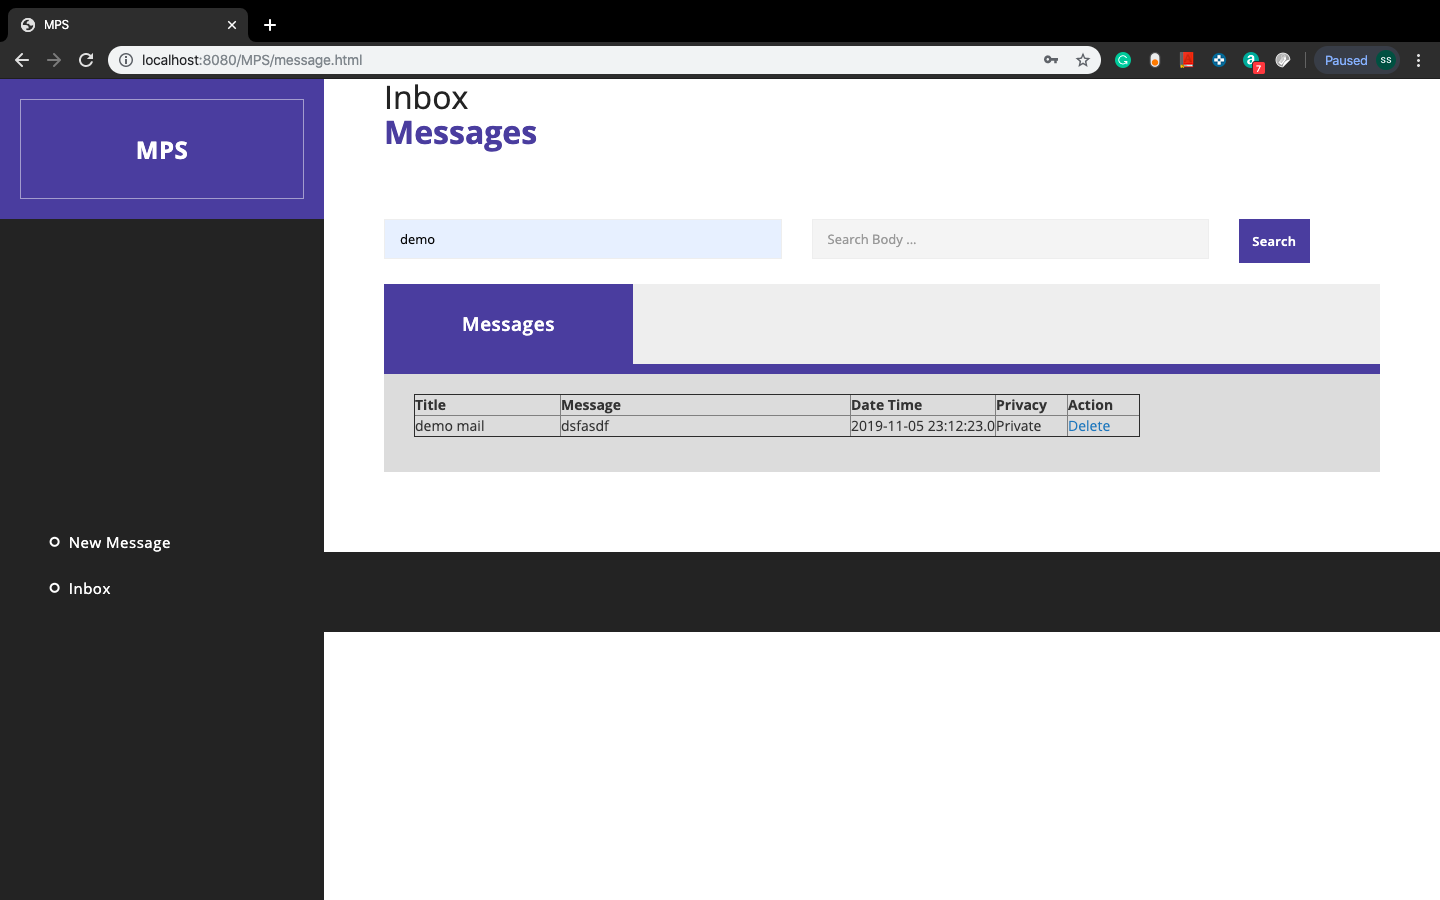 MPS
localhost:8080/MPS/message.html
7
Paused
SS
MPS
Inbox
Messages
demo
Search Body ...
Search
Messages
Title Message Date Time Privacy Action
demo mail dsfasdf 2019-11-05 23:12:23.0 Private Delete
New Message
Inbox